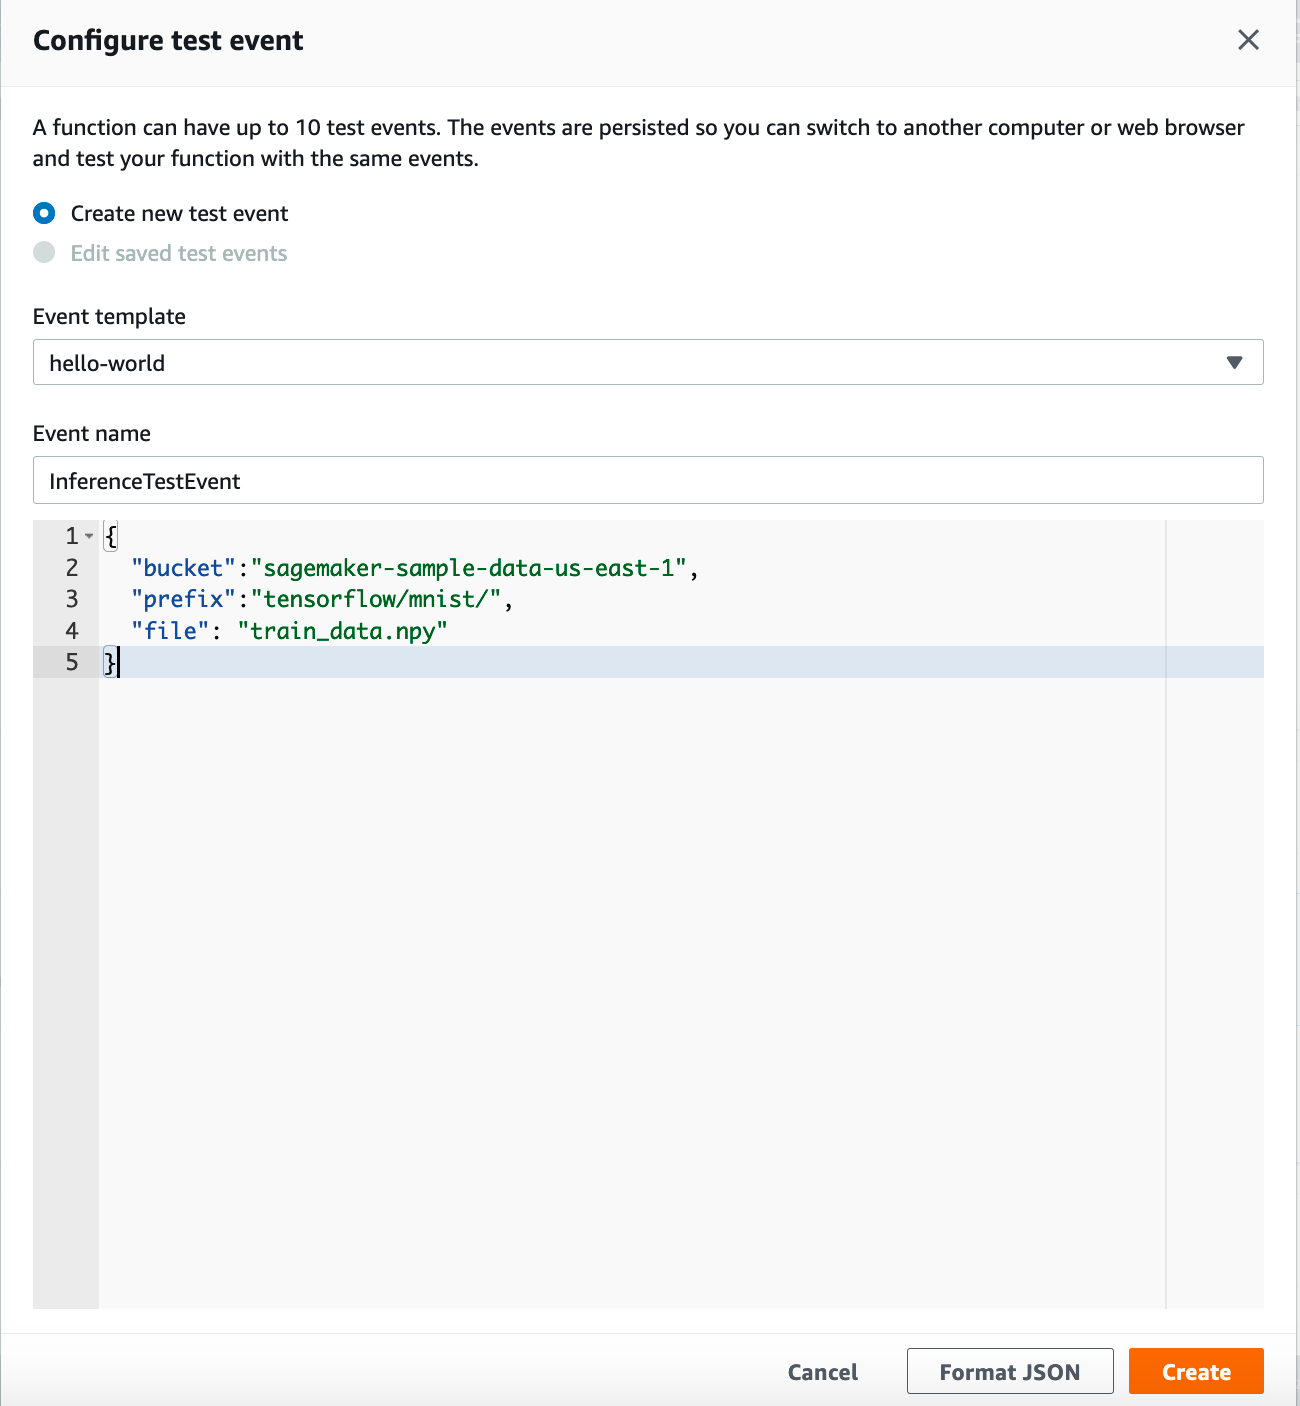 Configure test event
A function can have up to 10 test events. The events are persisted so you can switch to another computer or web browser
and test your function with the same events.
Create new test event
Edit saved test events
Event template
hello-world
Event name
InferenceTestEvent
1 {
2 "bucket":"sagemaker-sample-data-us-east-1",
3 "prefix":"tensorflow/mnist/",
4 "file": "train_data.npy"
5 }
Cancel Format JSON Create